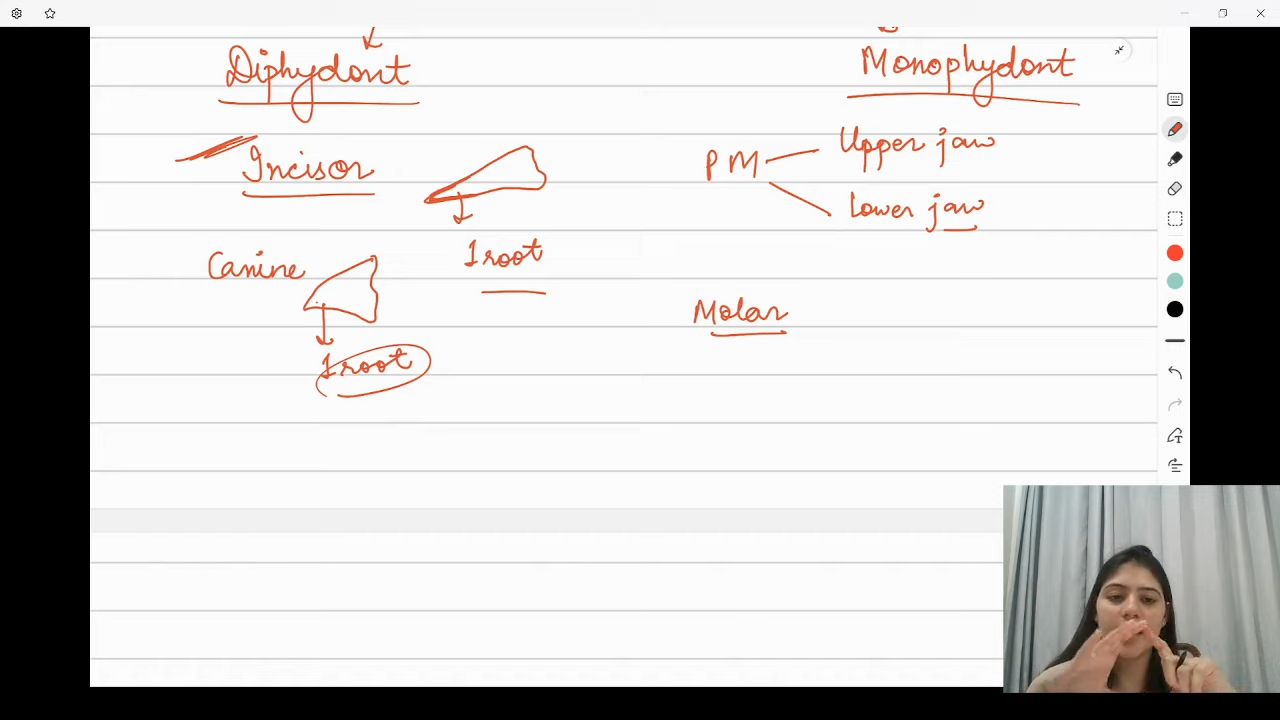 Diphydont
Monophydont
Incisor
PM
Upper jaw
Lower jaw
1 root
Canine
1 root
Molar